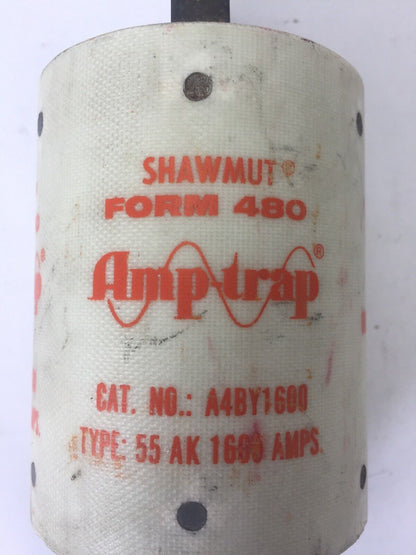 SHAWMUT®
FORM 480
Amp-trap®
CAT. NO.: A4BY1600
TYPE: 55 AK 1600 AMPS.